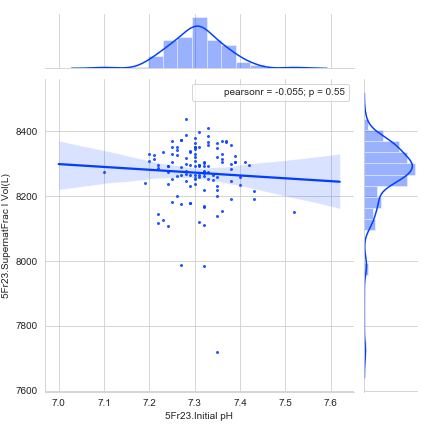 pearsonr = -0.055; p = 0.55
8400
8200
8000
7800
7600
5Fr23.SupernatFrac I Vol(L)
7.0 7.1 7.2 7.3 7.4 7.5 7.6
5Fr23.Initial pH